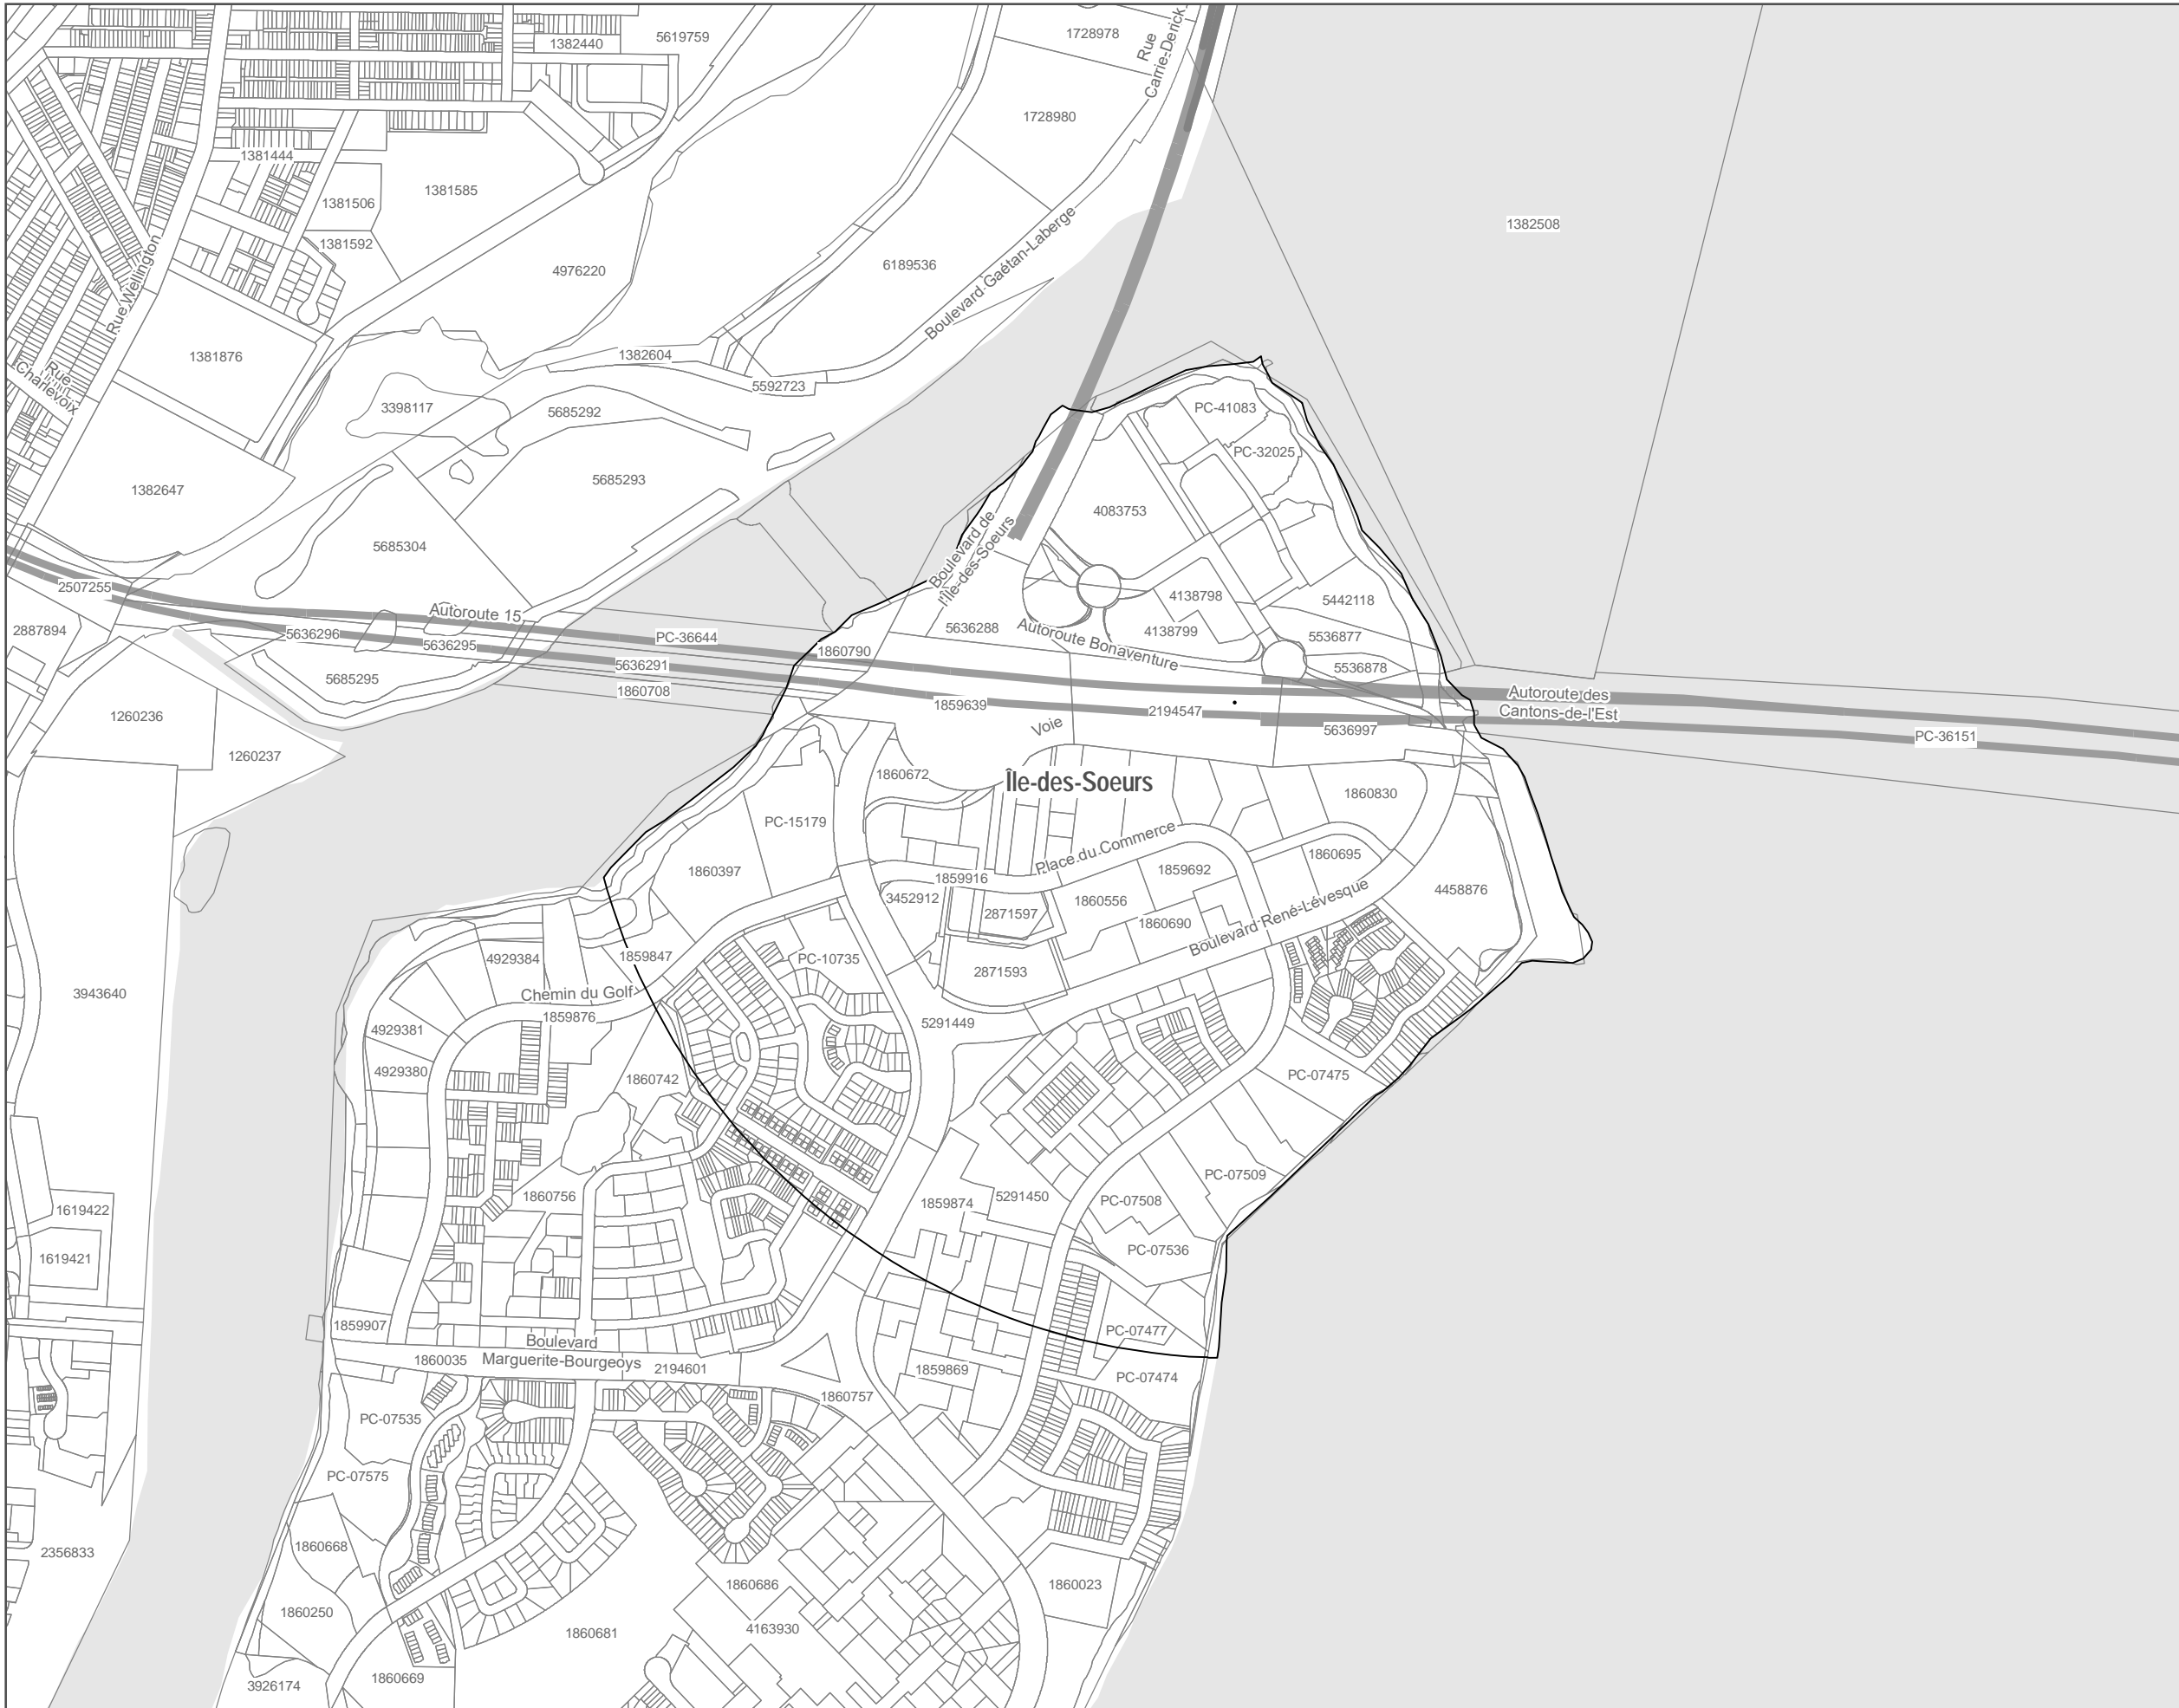 1382440
5619759
1728978
Rue
Carrie-Derick
1728980
1381444
1381506
1381585
1381592
1382508
4976220
6189536
Boulevard Gaétan-Laberge
Rue Wellington
1381876
1382604
5592723
Rue
Charlevoix
3398117
5685292
PC-41083
PC-32025
5685293
1382647
4083753
Boulevard de
l'Île-des-Soeurs
5685304
2507255
Autoroute 15
4138798
5442118
2887894
5636296
5636295
PC-36644
1860790
5636288
Autoroute Bonaventure
4138799
5536877
5536878
5636291
5685295
1860708
1859639
2194547
Autoroute des
Cantons-de-l'Est
5636997
PC-36151
1260236
1260237
Voie
1860672
Île-des-Soeurs
1860830
PC-15179
Place du Commerce
1860397
1859916
1859692
1860695
3452912
2871597
1860556
1860690
4458876
Boulevard René-Lévesque
4929384
1859847
PC-10735
2871593
3943640
Chemin du Golf
1859876
5291449
4929381
4929380
1860742
PC-07475
PC-07509
1860756
1859874
5291450
PC-07508
1619422
1619421
PC-07536
1859907
PC-07477
Boulevard
Marguerite-Bourgeoys
1860035
2194601
1859869
PC-07474
1860757
PC-07535
PC-07575
1860668
2356833
1860686
1860023
1860250
1860681
4163930
3926174
1860669